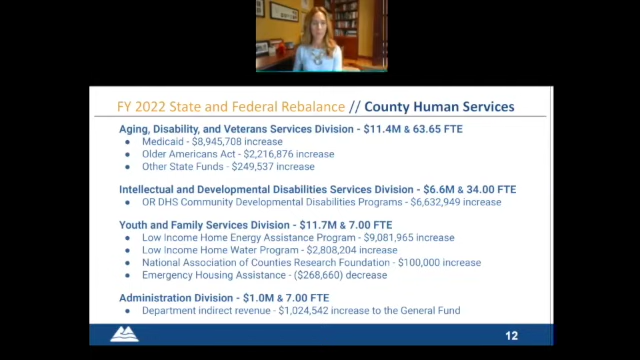 FY 2022 State and Federal Rebalance // County Human Services
Aging, Disability, and Veterans Services Division - $11.4M & 63.65 FTE
● Medicaid - $8,945,708 increase
● Older Americans Act - $2,216,876 increase
● Other State Funds - $249,537 increase
Intellectual and Developmental Disabilities Services Division - $6.6M & 34.00 FTE
● OR DHS Community Developmental Disabilities Programs - $6,632,949 increase
Youth and Family Services Division - $11.7M & 7.00 FTE
● Low Income Home Energy Assistance Program - $9,081,965 increase
● Low Income Home Water Program - $2,808,204 increase
● National Association of Counties Research Foundation - $100,000 increase
● Emergency Housing Assistance - ($268,660) decrease
Administration Division - $1.0M & 7.00 FTE
● Department indirect revenue - $1,024,542 increase to the General Fund
12